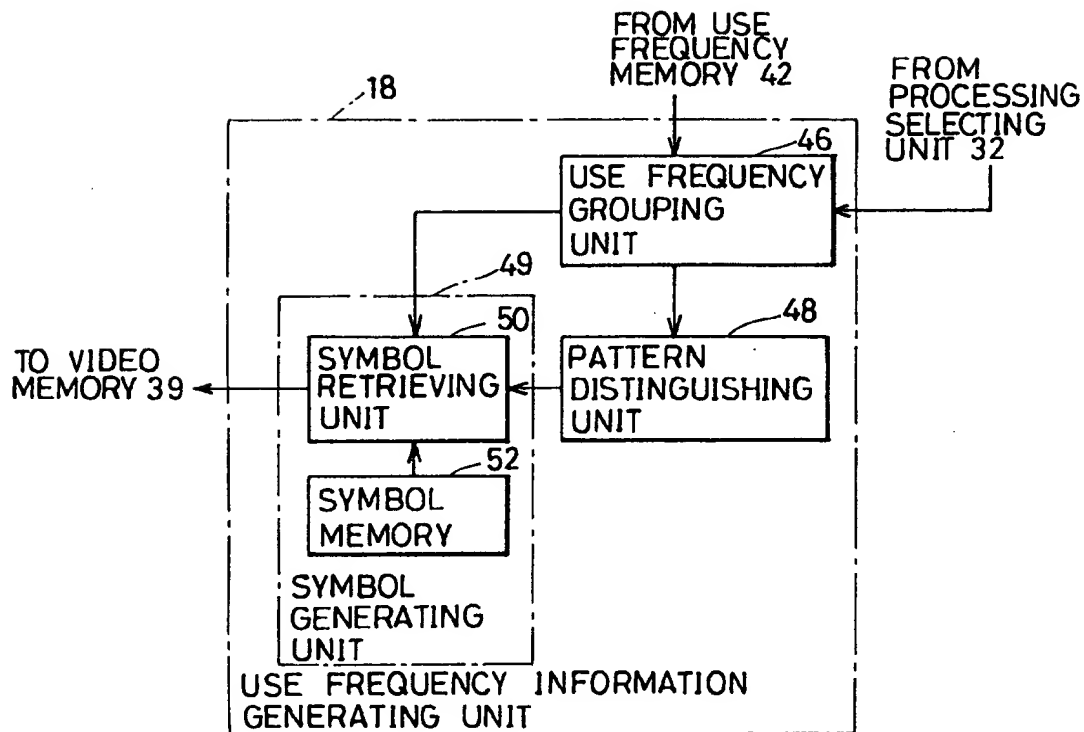 FROM USE
FREQUENCY
MEMORY 42
FROM
PROCESSING
SELECTING
UNIT 32
18
46
USE FREQUENCY
GROUPING
UNIT
49
50
SYMBOL
RETRIEVING
UNIT
48
PATTERN
DISTINGUISHING
UNIT
TO VIDEO
MEMORY 39
52
SYMBOL
MEMORY
SYMBOL
GENERATING
UNIT
USE FREQUENCY INFORMATION
GENERATING UNIT